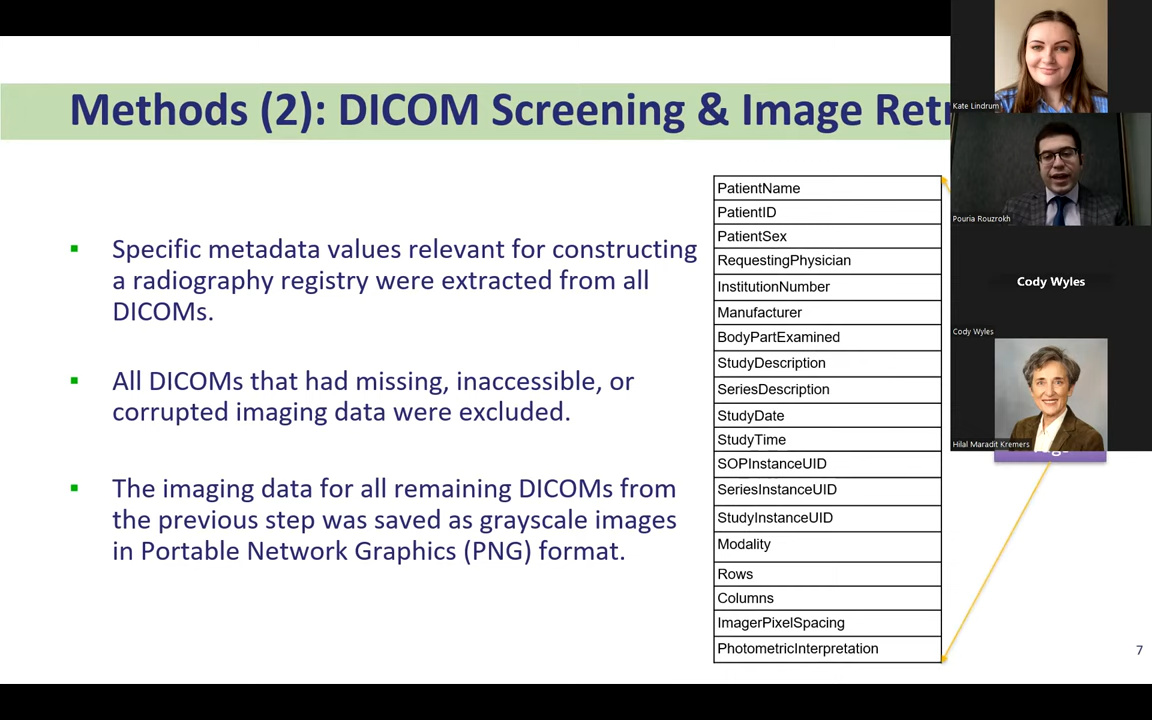 Methods (2): DICOM Screening & Image
Specific metadata values relevant for constructing
a radiography registry were extracted from all
DICOMs.
All DICOMs that had missing, inaccessible, or
corrupted imaging data were excluded.
The imaging data for all remaining DICOMs from
the previous step was saved as grayscale images
in Portable Network Graphics (PNG) format.
PatientName
PatientID
PatientSex
RequestingPhysician
InstitutionNumber
Manufacturer
BodyPartExamined
StudyDescription
SeriesDescription
StudyDate
StudyTime
SOPInstanceUID
SeriesInstanceUID
StudyInstanceUID
Modality
Rows
Columns
ImagerPixelSpacing
PhotometricInterpretation
Kate Lindrum
Pouria Rouzrokh
Cody Wyles
Cody Wyles
Hilal Maradit Kremers
7